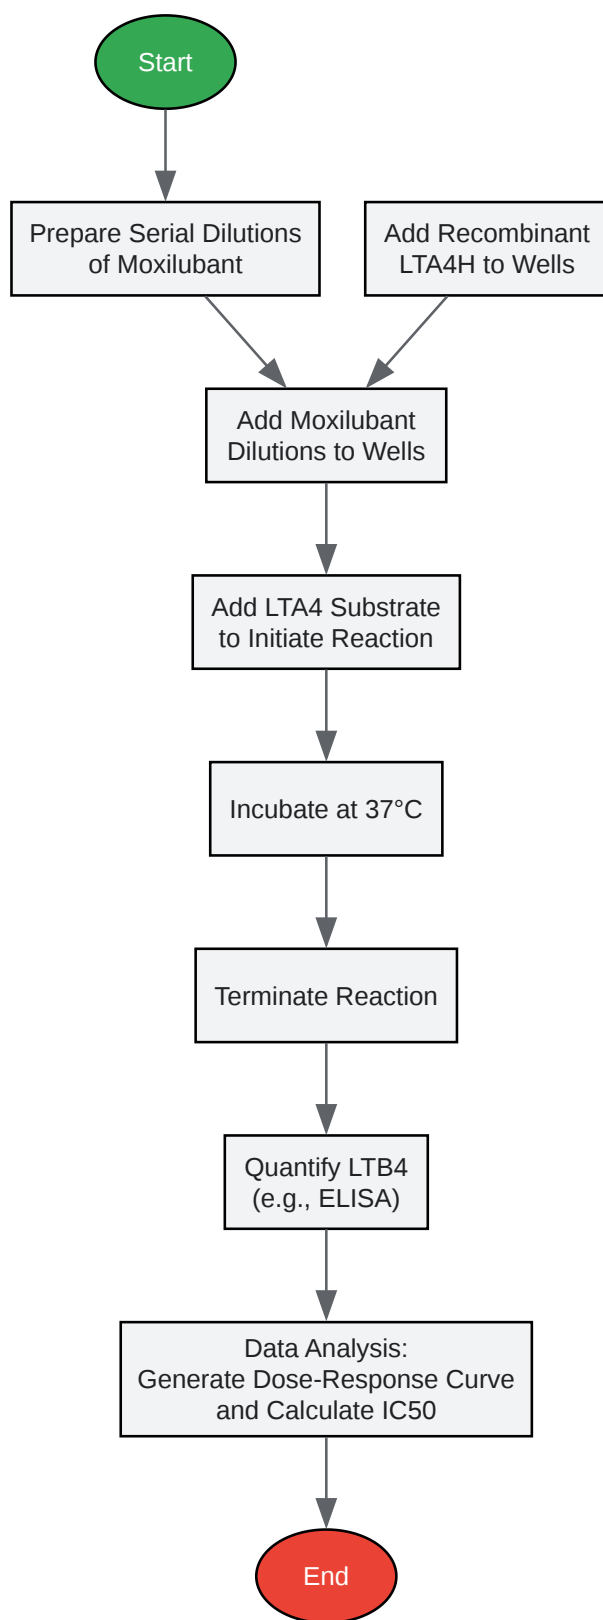 Start
Prepare Serial Dilutions
of Moxilubant
Add Recombinant
LTA4H to Wells
Add Moxilubant
Dilutions to Wells
Add LTA4 Substrate
to Initiate Reaction
Incubate at 37°C
Terminate Reaction
Quantify LTB4
(e.g., ELISA)
Data Analysis:
Generate Dose-Response Curve
and Calculate IC50
End